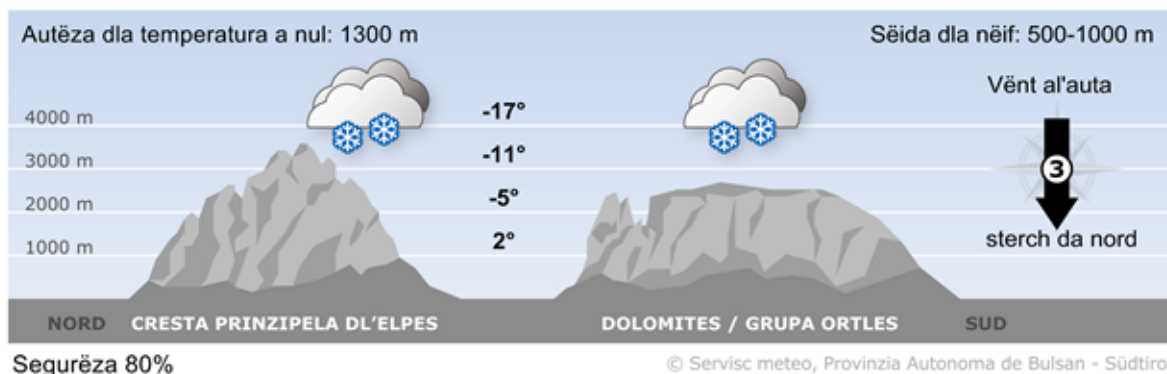 Autëza dla temperatura a nul: 1300 m
Sëida dla nëif: 500-1000 m
Vënt al'auta
4000 m
-17°
3000 m
-11°
3
2000 m
-5°
1000 m
2°
sterch da nord
NORD CRESTA PRINZIPELA DL'ELPES DOLOMITES / GRUPA ORTLES SUD
Segurëza 80%
© Servisc meteo, Provinzia Autonoma de Bulsan - Südtiro